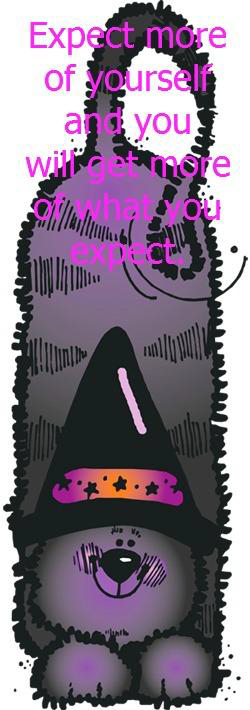 Expect more
of yourself
and you
will get more
of what you
expect.